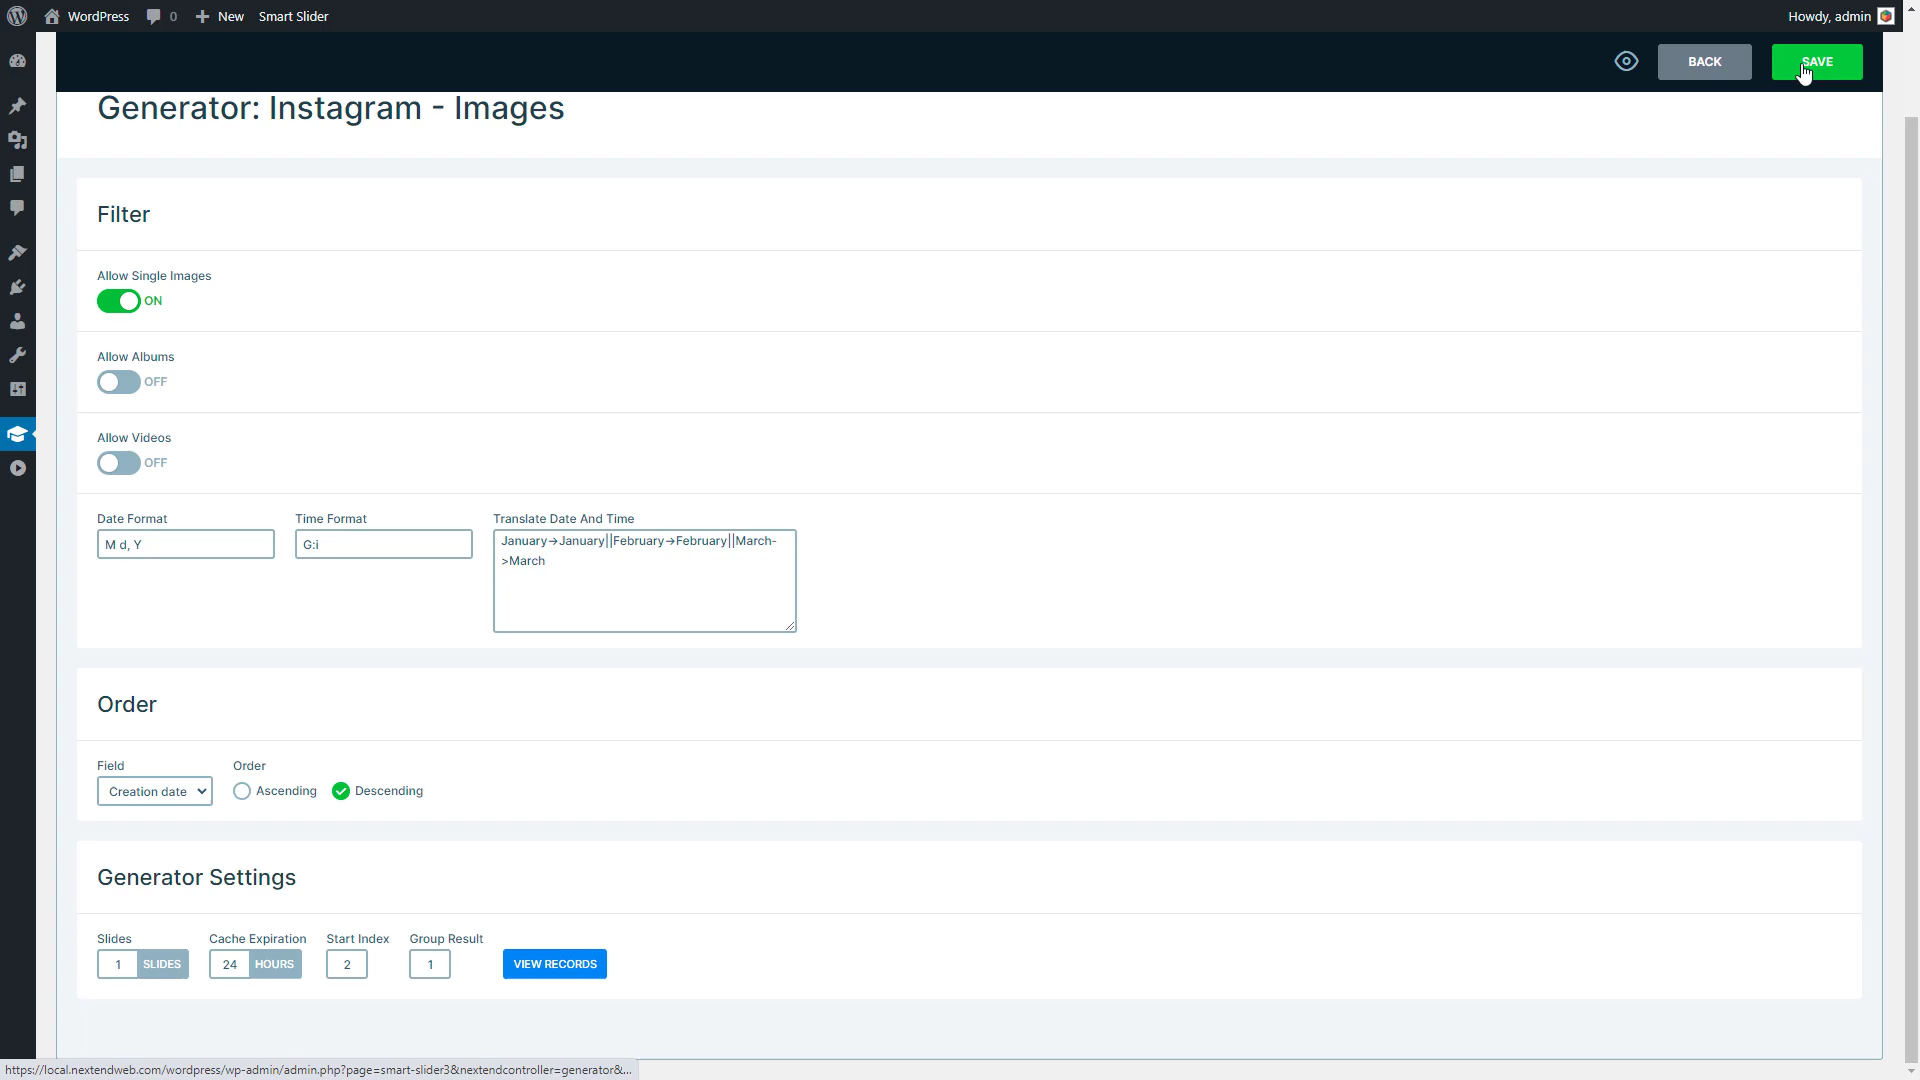 WordPress 0 New Smart Slider Howdy, admin
BACK SAVE
Generator: Instagram - Images
Filter
Allow Single Images
ON
Allow Albums
OFF
Allow Videos
OFF
Date Format Time Format Translate Date And Time
M d, Y G:i January->January||February->February||March-
>March
Order
Field Order
Creation date Ascending Descending
Generator Settings
Slides Cache Expiration Start Index Group Result
1 SLIDES 24 HOURS 2 1 VIEW RECORDS
https://local.nextendweb.com/wordpress/wp-admin/admin.php?page=smart-slider3&nextendcontroller=generator&...